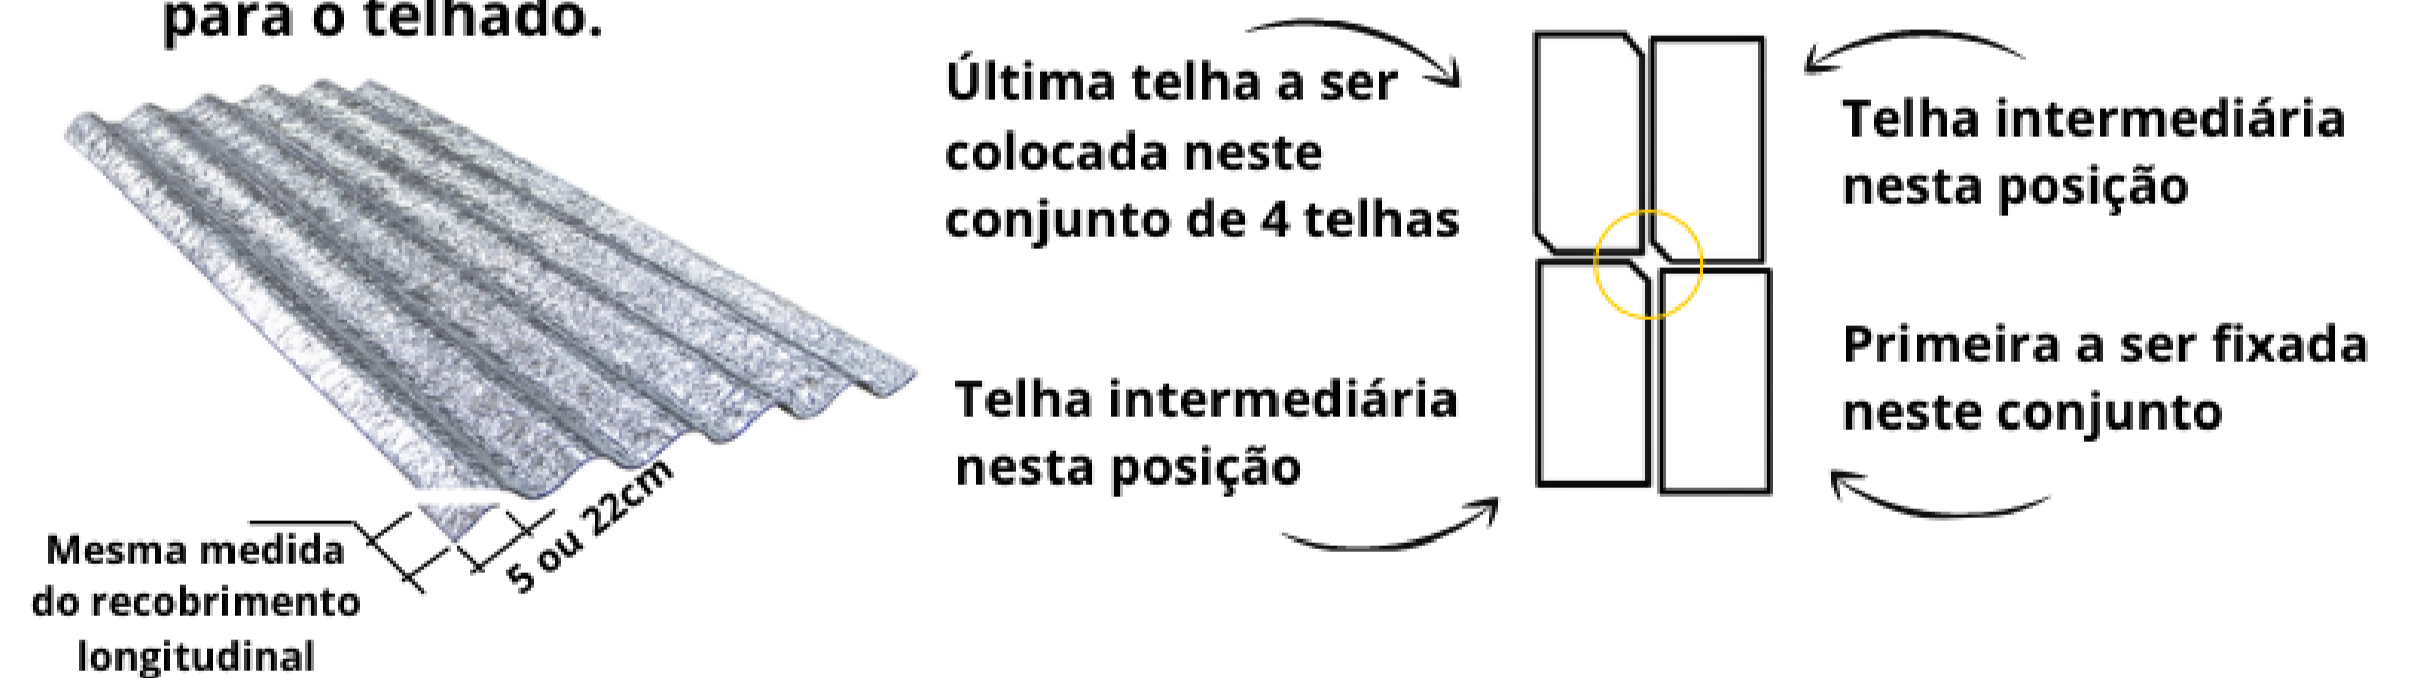 para o telhado.
Mesma medida
do recobrimento
longitudinal
5 ou 22cm
Última telha a ser
colocada neste
conjunto de 4 telhas
Telha intermediária
nesta posição
Telha intermediária
nesta posição
Primeira a ser fixada
neste conjunto